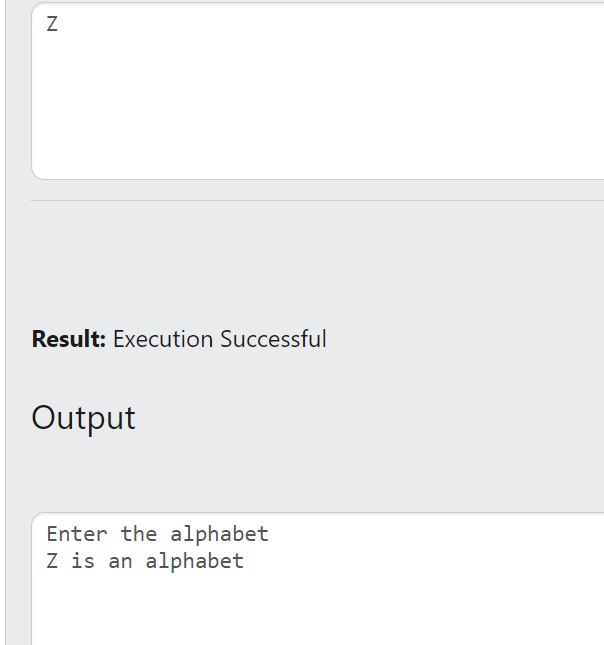 Z
Result: Execution Successful
Output
Enter the alphabet
Z is an alphabet